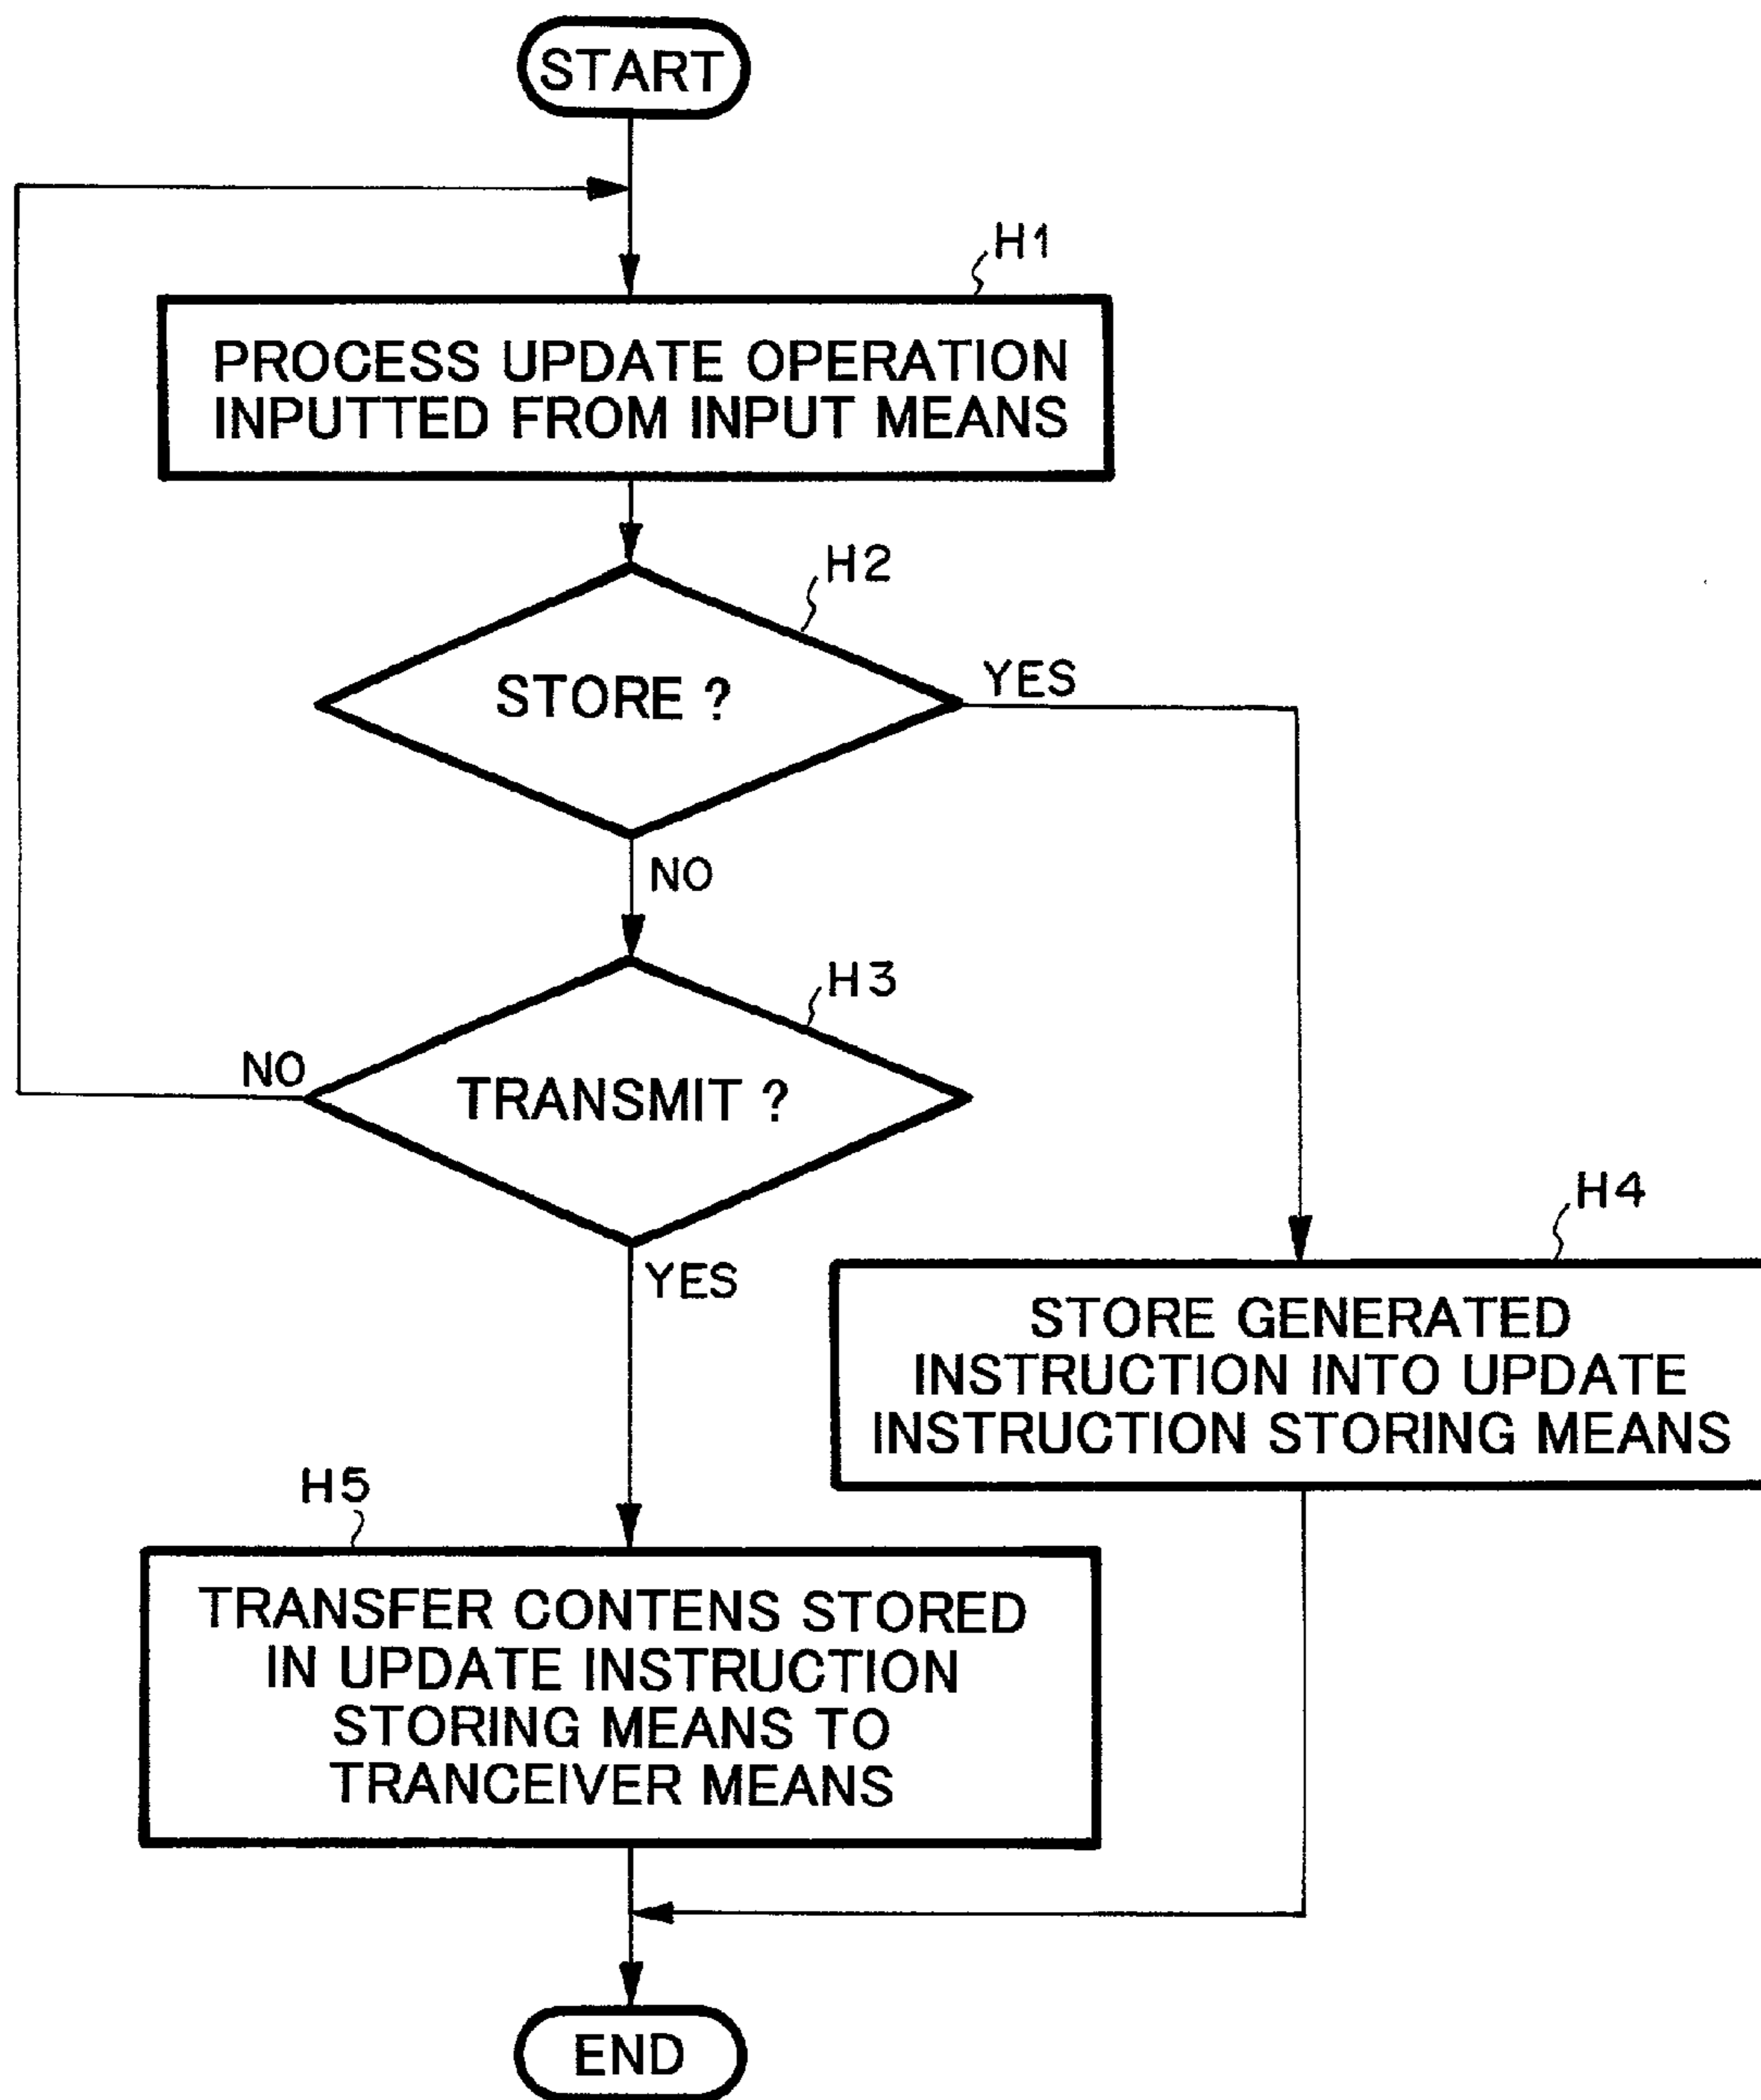 START
H1
PROCESS UPDATE OPERATION
INPUTTED FROM INPUT MEANS
H2
STORE ?
YES
NO
H3
TRANSMIT ?
NO
YES
H4
STORE GENERATED
INSTRUCTION INTO UPDATE
INSTRUCTION STORING MEANS
H5
TRANSFER CONTENS STORED
IN UPDATE INSTRUCTION
STORING MEANS TO
TRANCEIVER MEANS
END